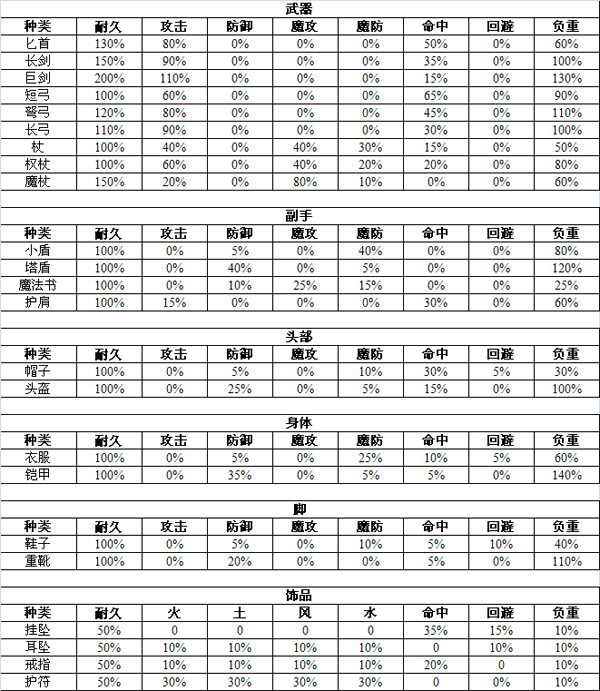 武器
种类 耐久 攻击 防御 魔攻 魔防 命中 回避 负重
匕首 130% 80% 0% 0% 0% 50% 0% 60%
长剑 150% 90% 0% 0% 0% 35% 0% 100%
巨剑 200% 110% 0% 0% 0% 15% 0% 130%
短弓 100% 60% 0% 0% 0% 65% 0% 90%
弩弓 120% 80% 0% 0% 0% 45% 0% 110%
长弓 110% 90% 0% 0% 0% 30% 0% 100%
杖 100% 40% 0% 40% 30% 15% 0% 50%
权杖 100% 60% 0% 40% 20% 20% 0% 80%
魔杖 150% 20% 0% 80% 10% 0% 0% 60%
副手
种类 耐久 攻击 防御 魔攻 魔防 命中 回避 负重
小盾 100% 0% 5% 0% 40% 0% 0% 80%
塔盾 100% 0% 40% 0% 5% 0% 0% 120%
魔法书 100% 0% 10% 25% 15% 0% 0% 25%
护肩 100% 15% 0% 0% 0% 30% 0% 60%
头部
种类 耐久 攻击 防御 魔攻 魔防 命中 回避 负重
帽子 100% 0% 5% 0% 10% 30% 5% 30%
头盔 100% 0% 25% 0% 5% 15% 0% 100%
身体
种类 耐久 攻击 防御 魔攻 魔防 命中 回避 负重
衣服 100% 0% 5% 0% 25% 10% 5% 60%
铠甲 100% 0% 35% 0% 5% 5% 0% 140%
脚
种类 耐久 攻击 防御 魔攻 魔防 命中 回避 负重
鞋子 100% 0% 5% 0% 10% 5% 10% 40%
重靴 100% 0% 20% 0% 0% 5% 0% 110%
饰品
种类 耐久 火 土 风 水 命中 回避 负重
挂坠 50% 0 0 0 0 35% 15% 10%
耳坠 50% 10% 10% 10% 10% 0 10% 10%
戒指 50% 10% 10% 10% 10% 20% 0 10%
护符 50% 30% 30% 30% 30% 0 0% 10%